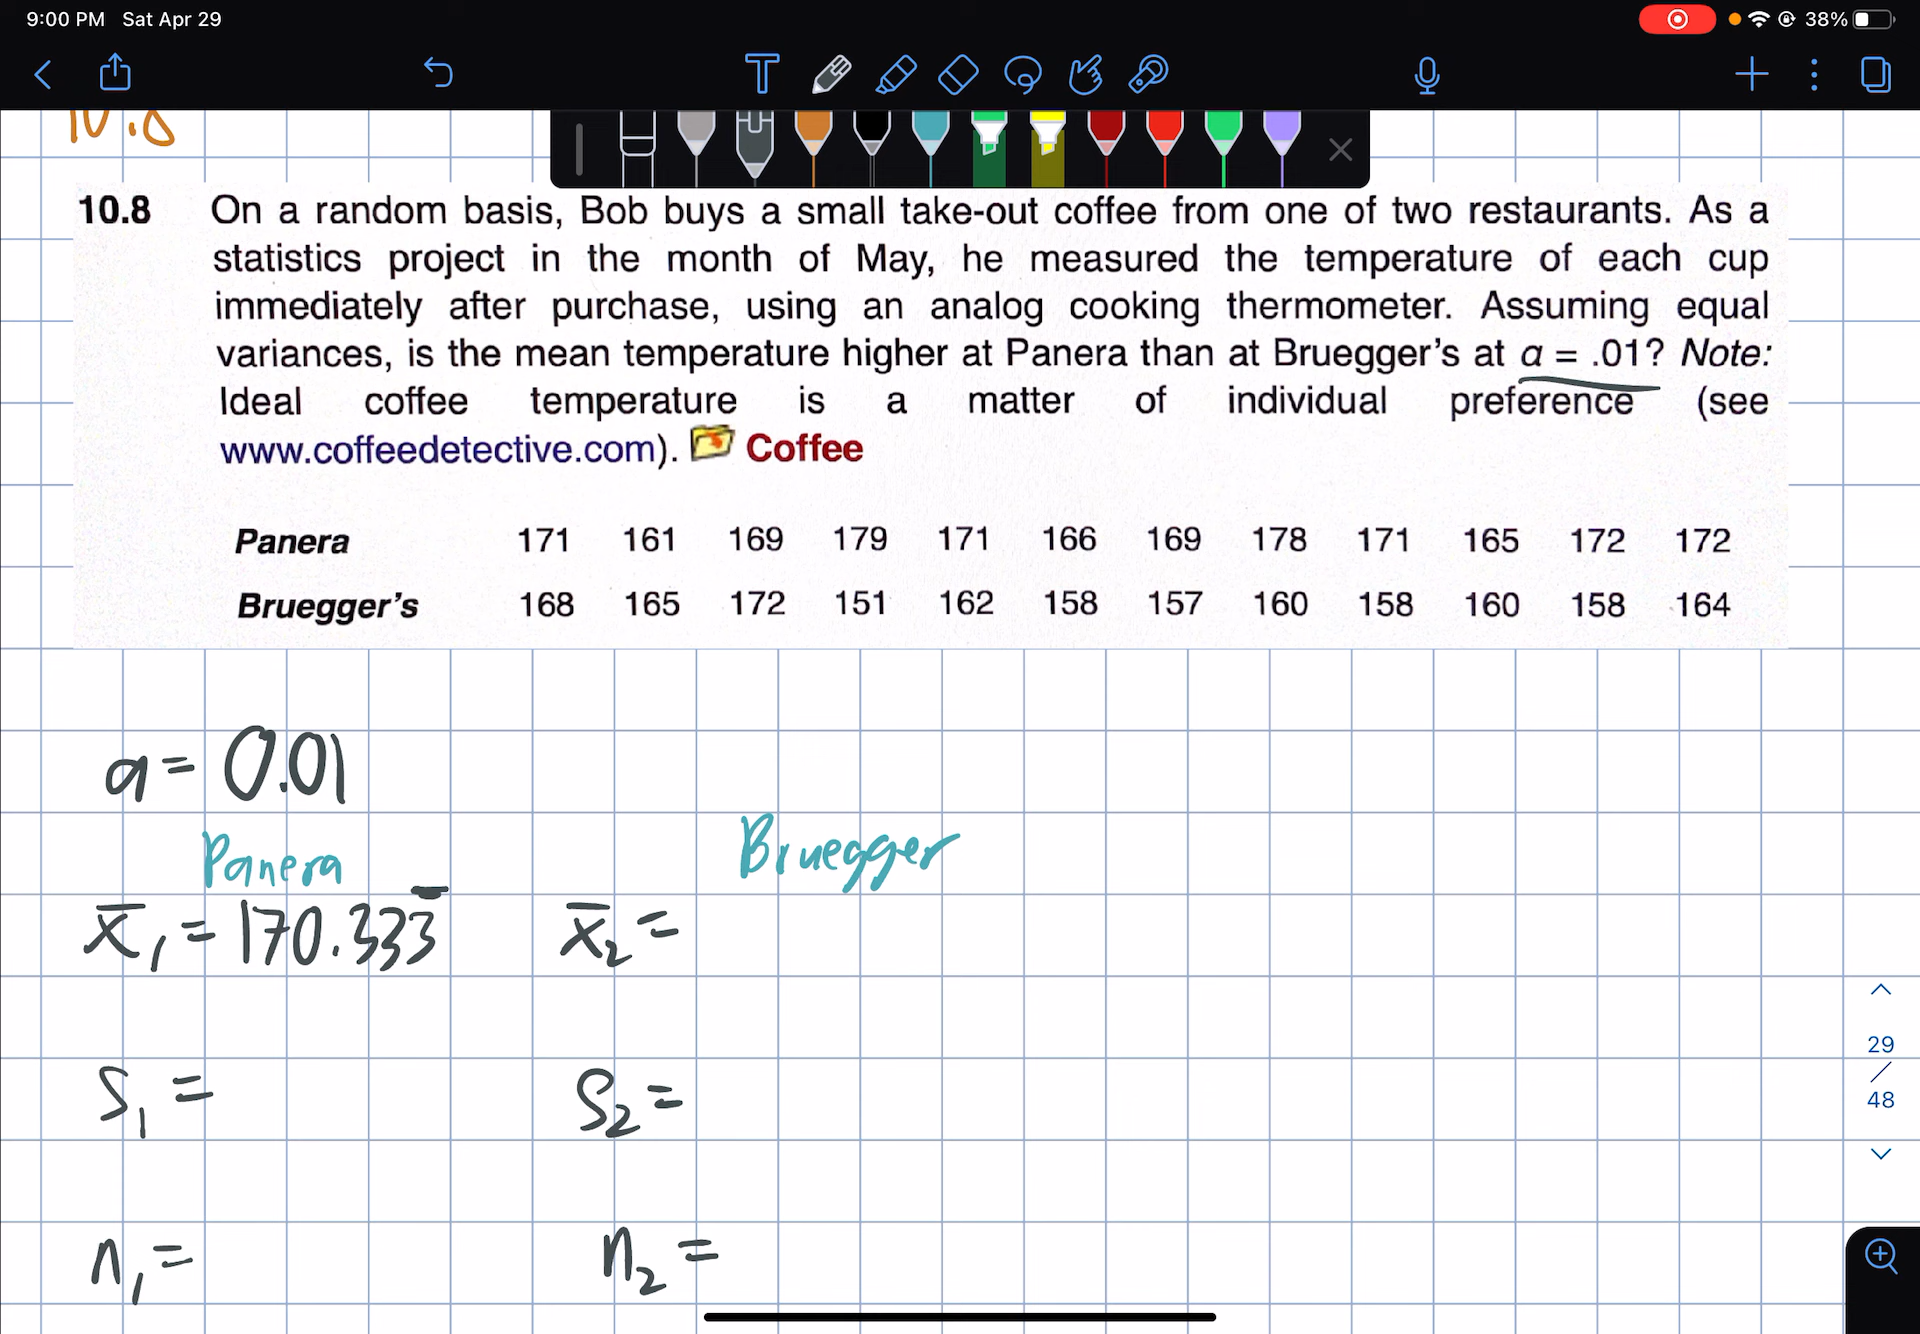 9:00 PM Sat Apr 29
38%
T
10.8
10.8 On a random basis, Bob buys a small take-out coffee from one of two restaurants. As a
statistics project in the month of May, he measured the temperature of each cup
immediately after purchase, using an analog cooking thermometer. Assuming equal
variances, is the mean temperature higher at Panera than at Bruegger's at α = .01? Note:
Ideal coffee temperature is a matter of individual preference (see
www.coffeedetective.com). Coffee
Panera 171 161 169 179 171 166 169 178 171 165 172 172
Bruegger's 168 165 172 151 162 158 157 160 158 160 158 164
a = 0.01
Panera Bruegger
x̄₁ = 170.333̅ x̄₂ =
29
/
48
S₁ = S₂ =
n₁ = n₂ =